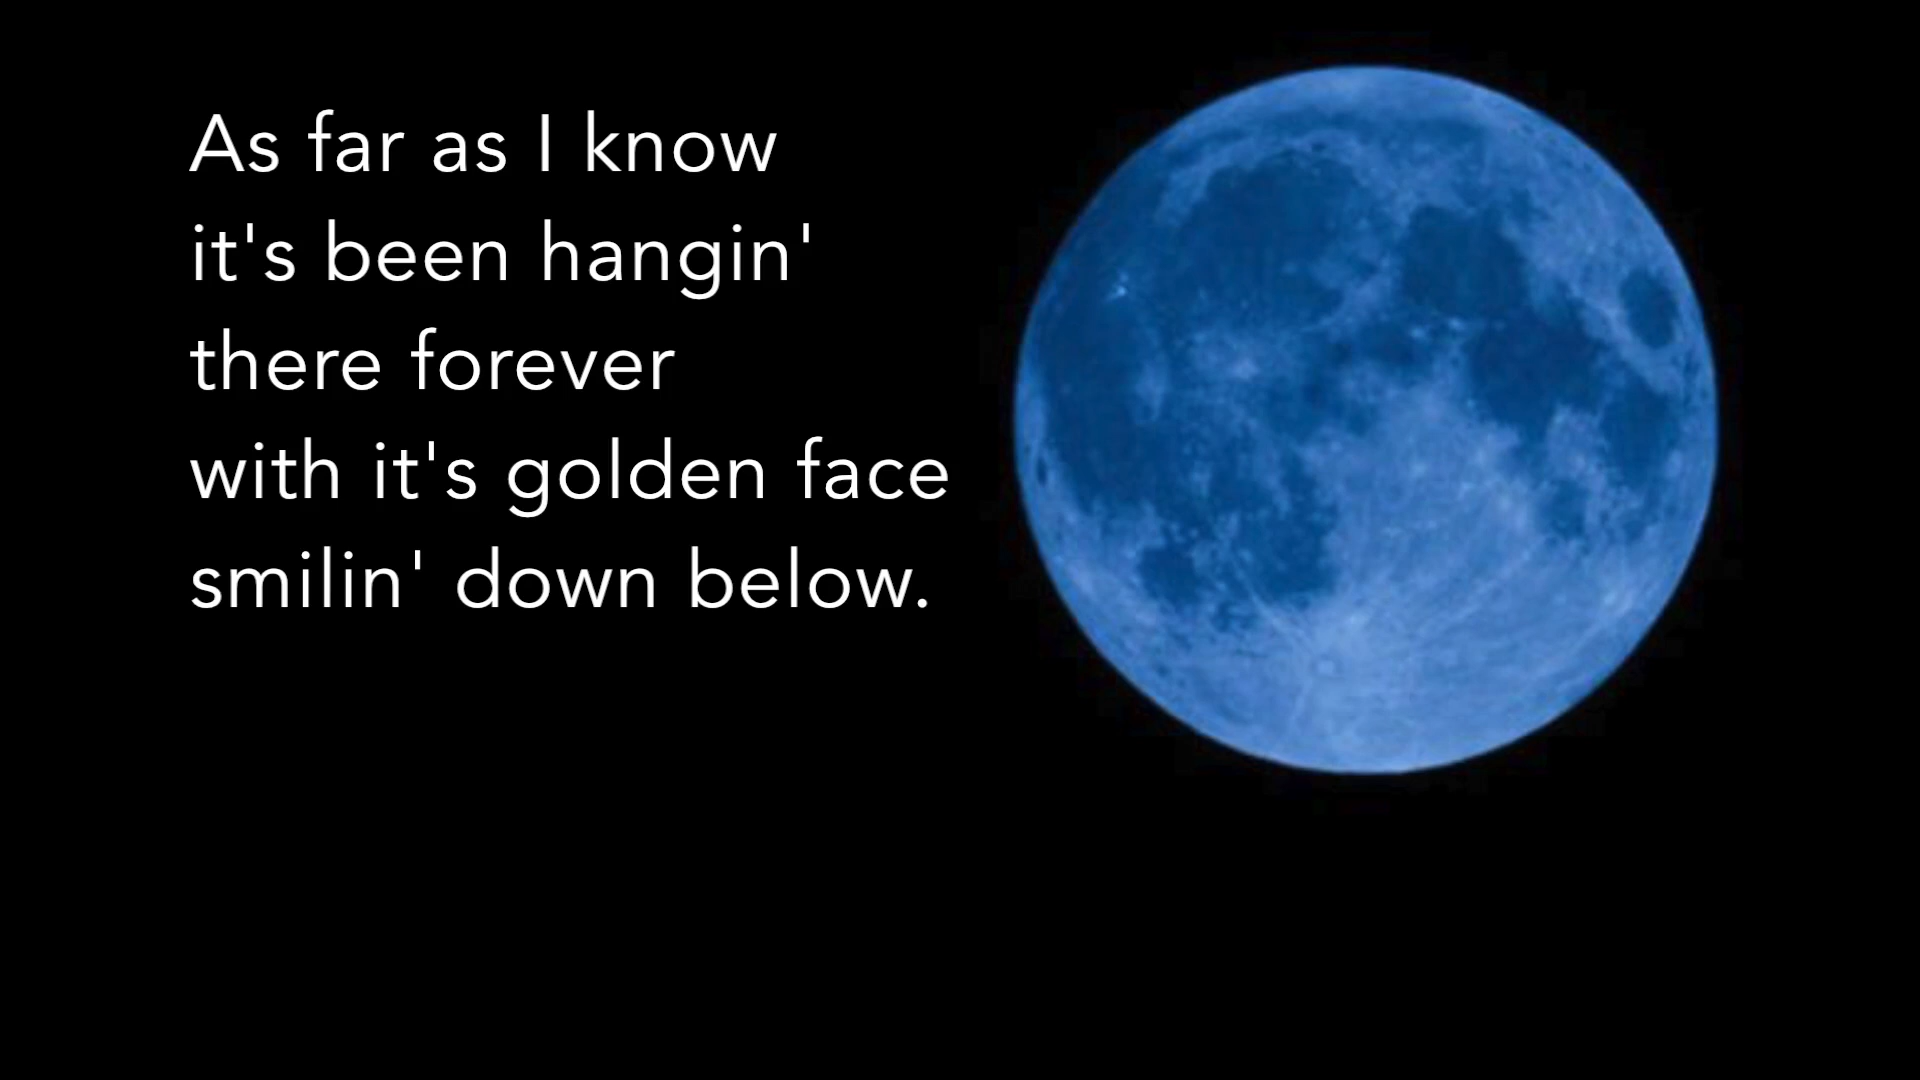 As far as I know
it's been hangin'
there forever
with it's golden face
smilin' down below.